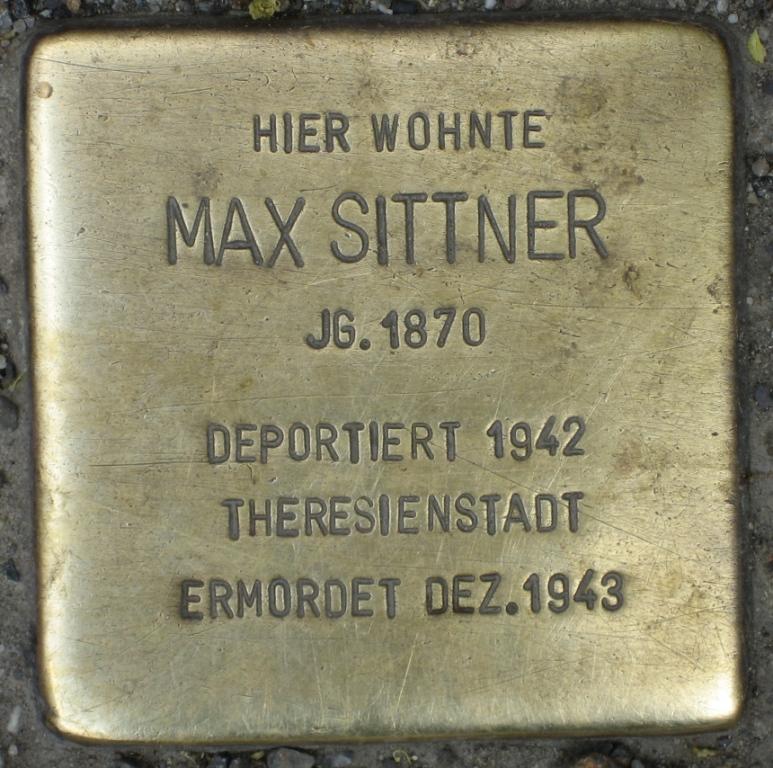 HIER WOHNTE
MAX SITTNER
JG. 1870
DEPORTIERT 1942
THERESIENSTADT
ERMORDET DEZ. 1943